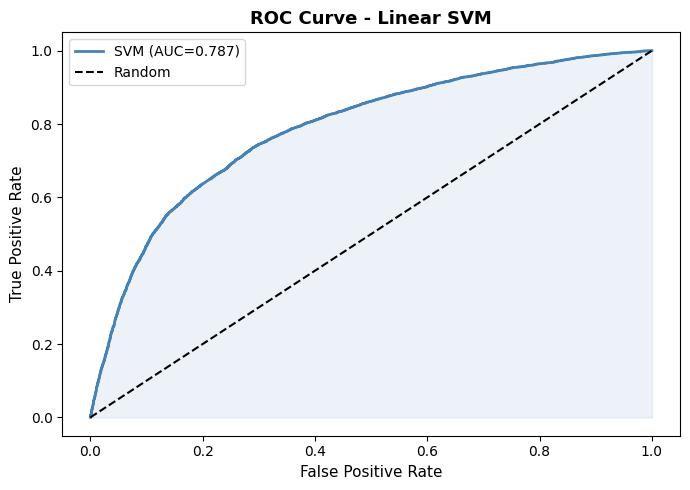 ROC Curve - Linear SVM
SVM (AUC=0.787)
Random
1.0
0.8
0.6
0.4
0.2
0.0
True Positive Rate
0.0 0.2 0.4 0.6 0.8 1.0
False Positive Rate